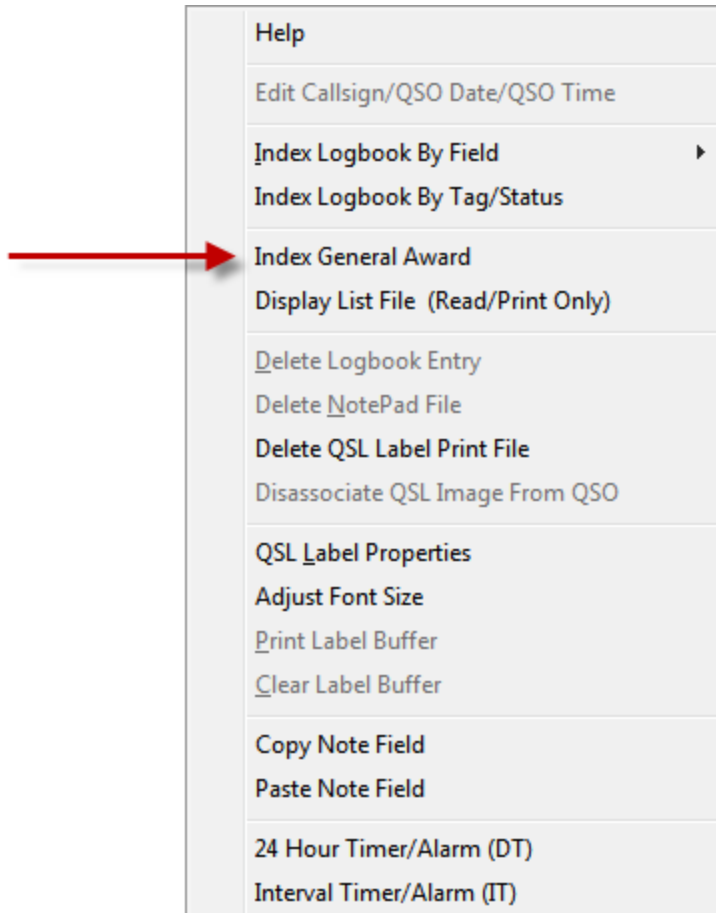 Help
Edit Callsign/QSO Date/QSO Time
Index Logbook By Field
Index Logbook By Tag/Status
Index General Award
Display List File  (Read/Print Only)
Delete Logbook Entry
Delete NotePad File
Delete QSL Label Print File
Disassociate QSL Image From QSO
QSL Label Properties
Adjust Font Size
Print Label Buffer
Clear Label Buffer
Copy Note Field
Paste Note Field
24 Hour Timer/Alarm (DT)
Interval Timer/Alarm (IT)